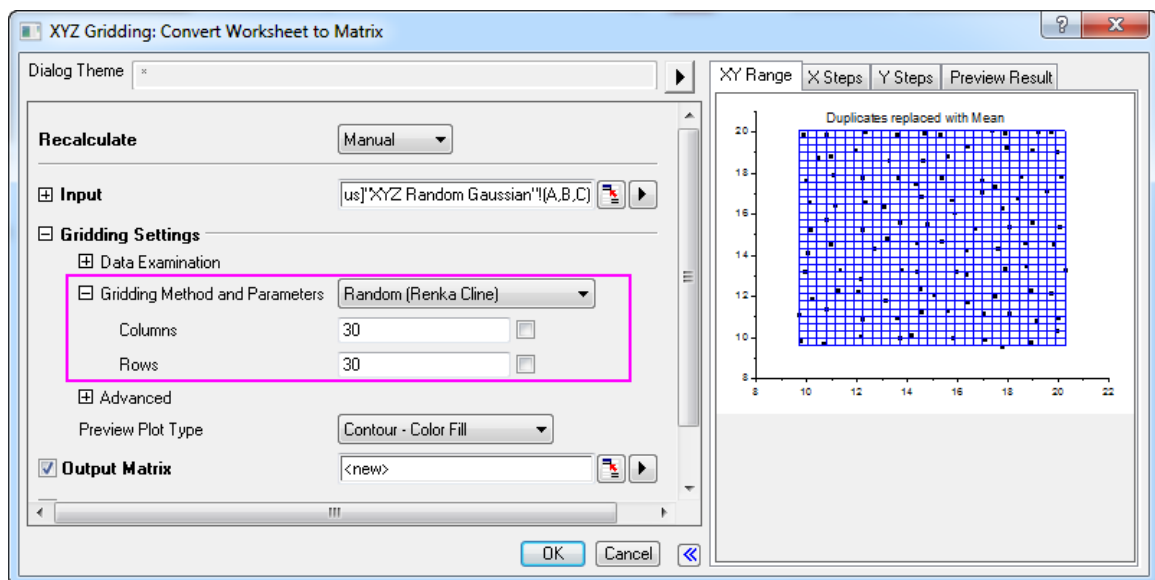 XYZ Gridding: Convert Worksheet to Matrix
Dialog Theme *
Recalculate Manual
Input us]"XYZ Random Gaussian"!(A,B,C)
Gridding Settings
Data Examination
Gridding Method and Parameters Random (Renka Cline)
Columns 30
Rows 30
Advanced
Preview Plot Type Contour - Color Fill
Output Matrix <new>
OK Cancel
XY Range X Steps Y Steps Preview Result
Duplicates replaced with Mean
20
18
16
14
12
10
8
8 10 12 14 16 18 20 22